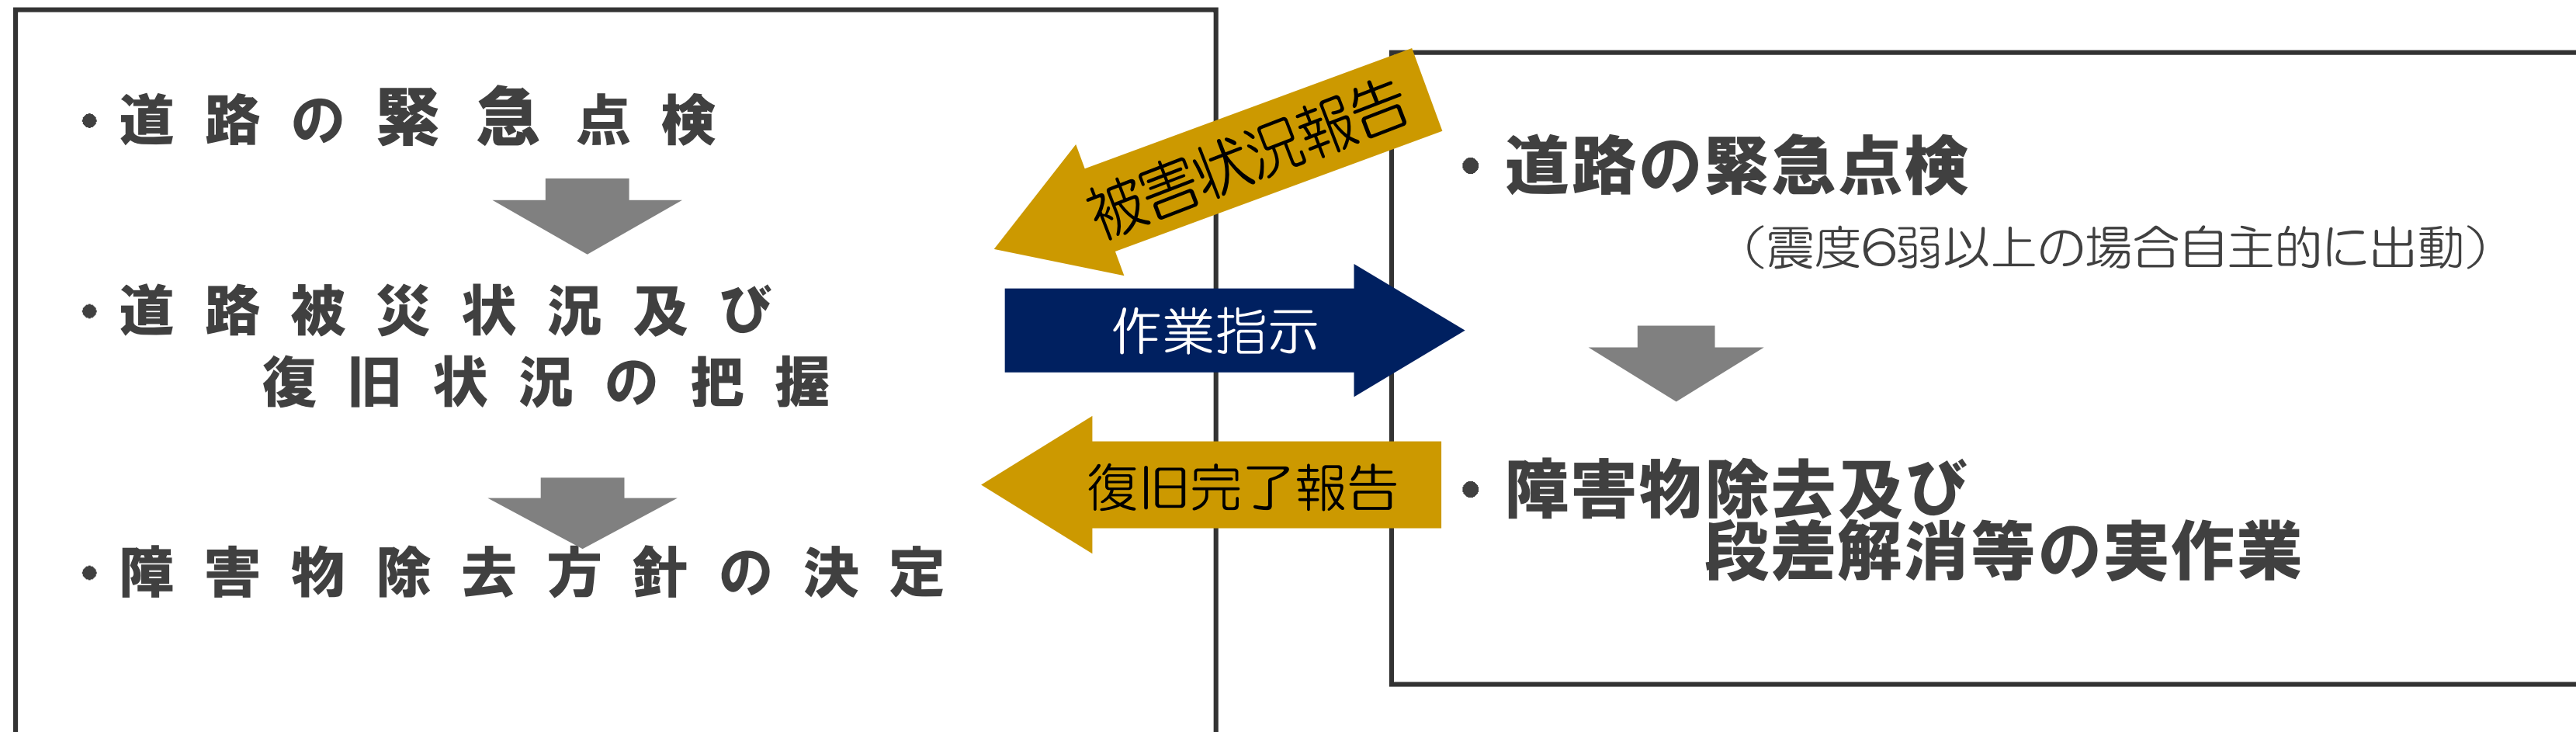 ・道路の緊急点検
・道路被災状況及び
復旧状況の把握
・障害物除去方針の決定
被害状況報告
作業指示
復旧完了報告
・道路の緊急点検
（震度6弱以上の場合自主的に出動）
・障害物除去及び
段差解消等の実作業